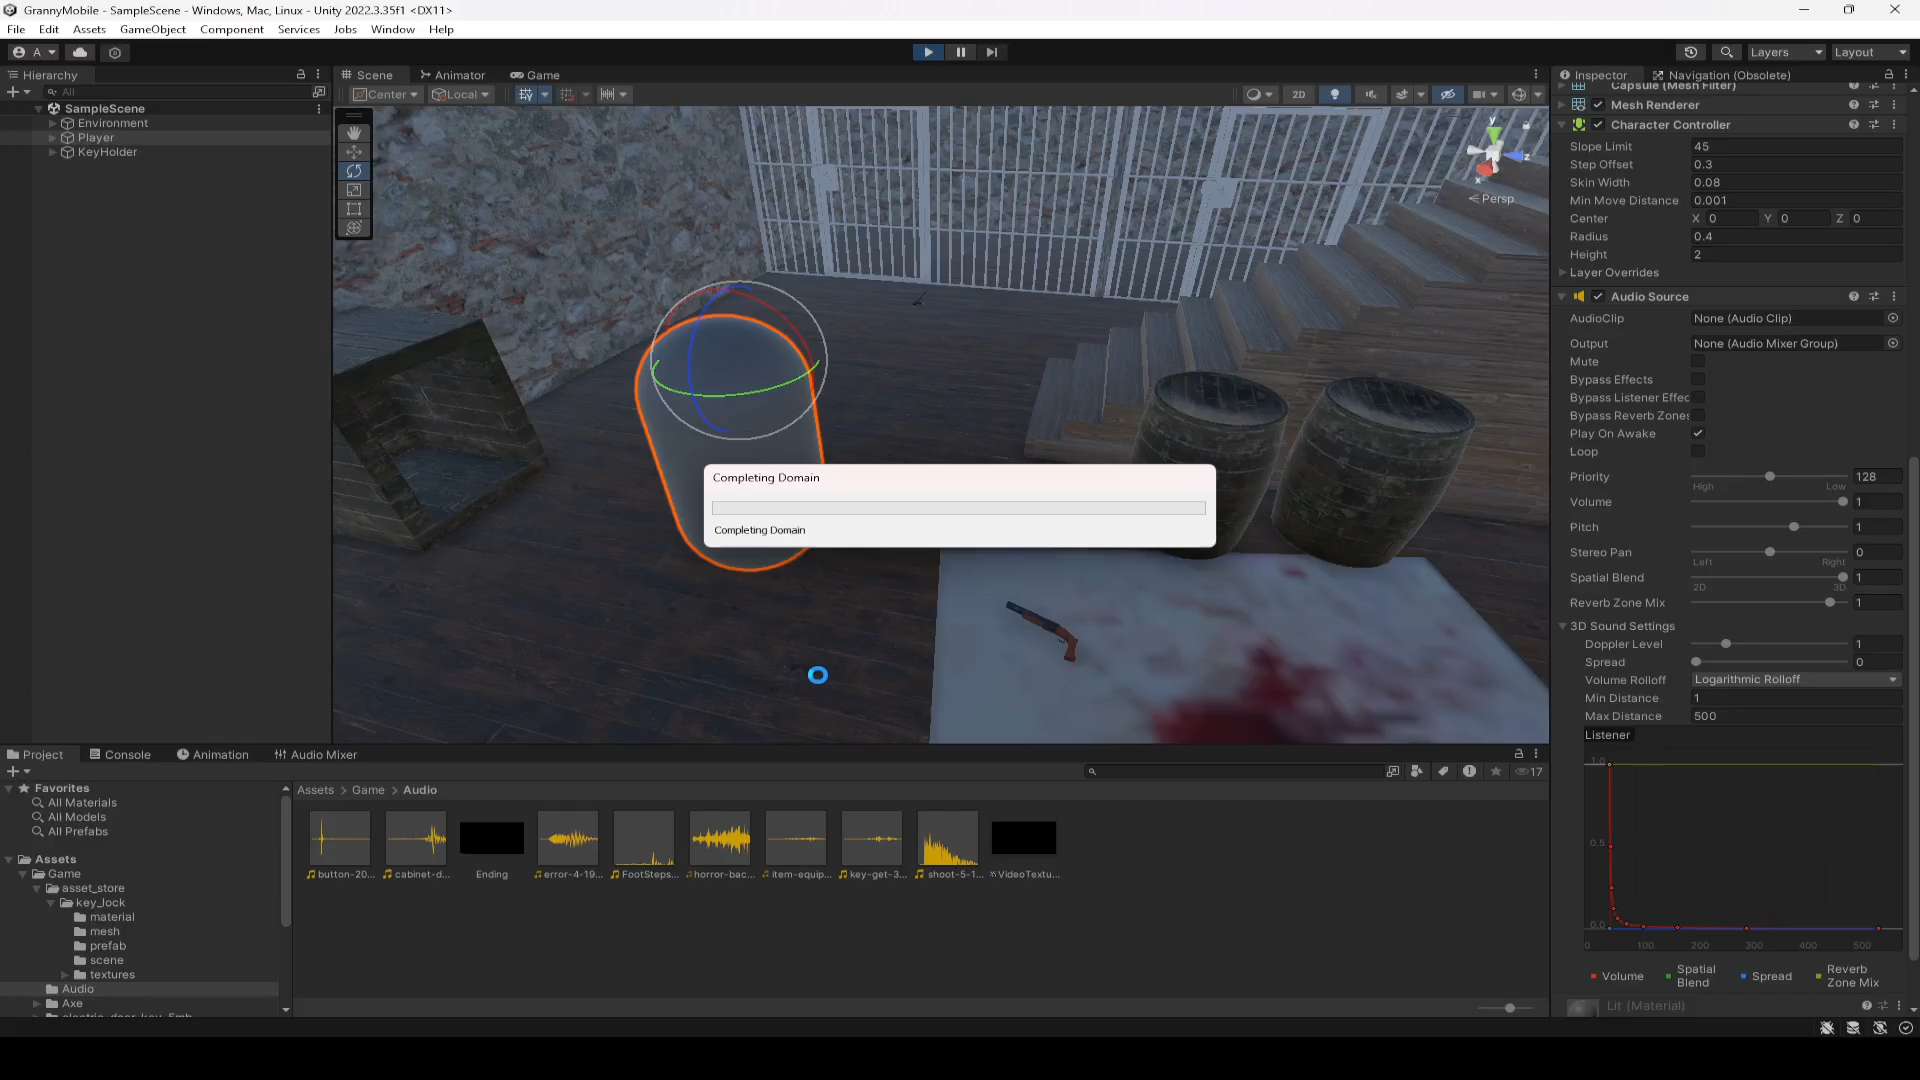 GrannyMobile - SampleScene - Windows, Mac, Linux - Unity 2022.3.35f1 <DX11>
File Edit Assets GameObject Component Services Jobs Window Help
A
Layers
Layout
Hierarchy
All
SampleScene
Environment
Player
KeyHolder
Scene
Animator
Game
Center
Local
2D
y
z
x
Persp
Completing Domain
Completing Domain
Inspector
Navigation (Obsolete)
Capsule (Mesh Filter)
Mesh Renderer
Character Controller
Slope Limit 45
Step Offset 0.3
Skin Width 0.08
Min Move Distance 0.001
Center X 0 Y 0 Z 0
Radius 0.4
Height 2
Layer Overrides
Audio Source
AudioClip None (Audio Clip)
Output None (Audio Mixer Group)
Mute
Bypass Effects
Bypass Listener Effec
Bypass Reverb Zones
Play On Awake
Loop
Priority 128
High Low
Volume 1
Pitch 1
Stereo Pan 0
Left Right
Spatial Blend 1
2D 3D
Reverb Zone Mix 1
3D Sound Settings
Doppler Level 1
Spread 0
Volume Rolloff Logarithmic Rolloff
Min Distance 1
Max Distance 500
Listener
1.0
0.5
0.0
0 100 200 300 400 500
Volume
Spatial Blend
Spread
Reverb Zone Mix
Lit (Material)
Project
Console
Animation
Audio Mixer
17
Favorites
All Materials
All Models
All Prefabs
Assets
Game
asset_store
key_lock
material
mesh
prefab
scene
textures
Audio
Axe
electric_door_key_5mb
Assets > Game > Audio
button-20...
cabinet-d...
Ending
error-4-19...
FootSteps...
horror-bac...
item-equip...
key-get-3...
shoot-5-1...
VideoTextu...